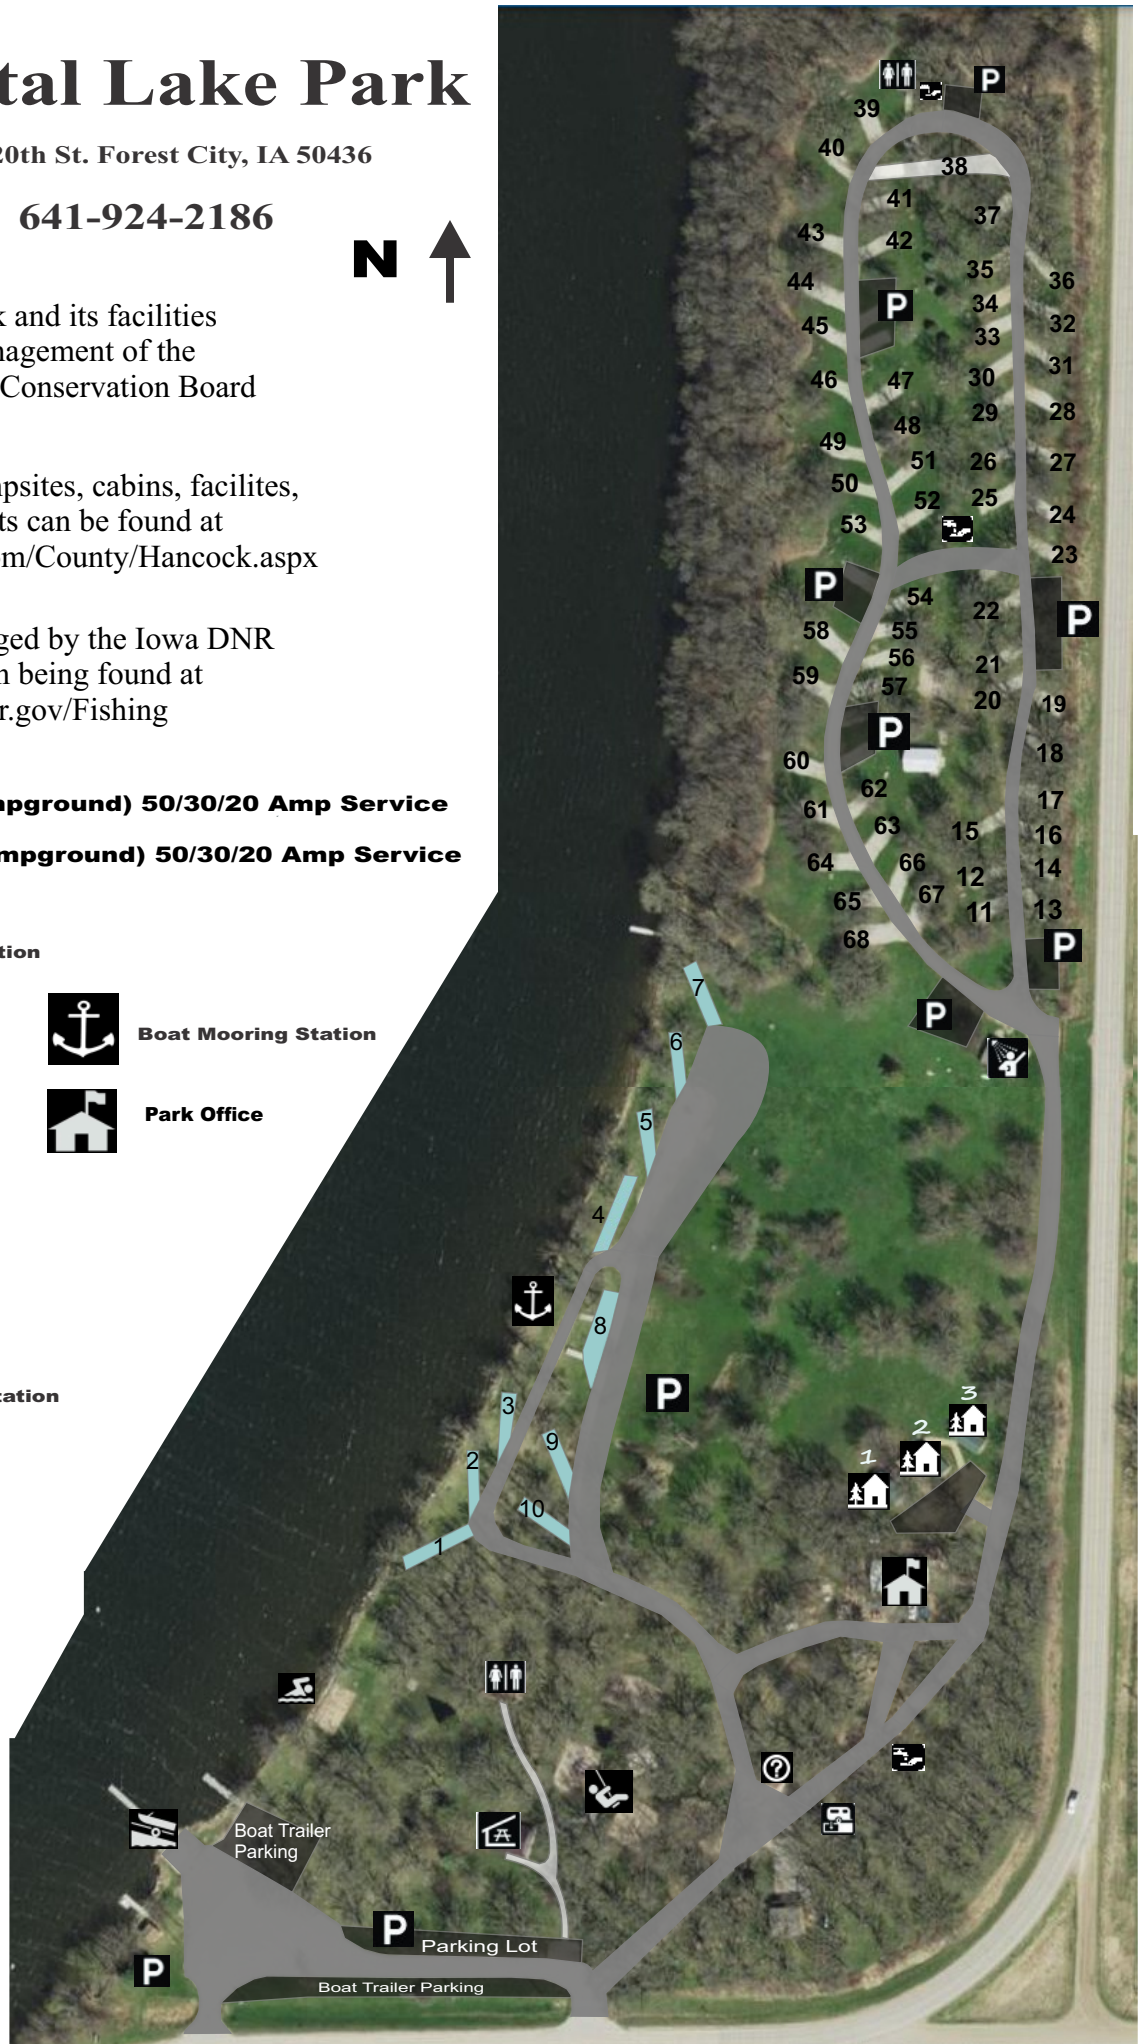 tal Lake Park
20th St. Forest City, IA 50436
641-924-2186
N
k and its facilities
nagement of the
Conservation Board
psites, cabins, facilites,
ts can be found at
om/County/Hancock.aspx
ged by the Iowa DNR
n being found at
r.gov/Fishing
mpground) 50/30/20 Amp Service
mpground) 50/30/20 Amp Service
tion
Boat Mooring Station
Park Office
tation
P
39
40
38
41
37
43
42
35
44
36
34
P
45
32
33
31
46
47
30
28
29
48
49
51
26
27
50
52
25
24
53
23
P
54
22
P
58
55
56
21
59
57
20
19
P
18
60
62
17
61
63
15
16
64
66
14
12
65
67
11
13
68
P
7
P
6
5
4
8
P
3
3
9
2
2
1
10
1
?
Boat Trailer
Parking
P
Parking Lot
P
Boat Trailer Parking